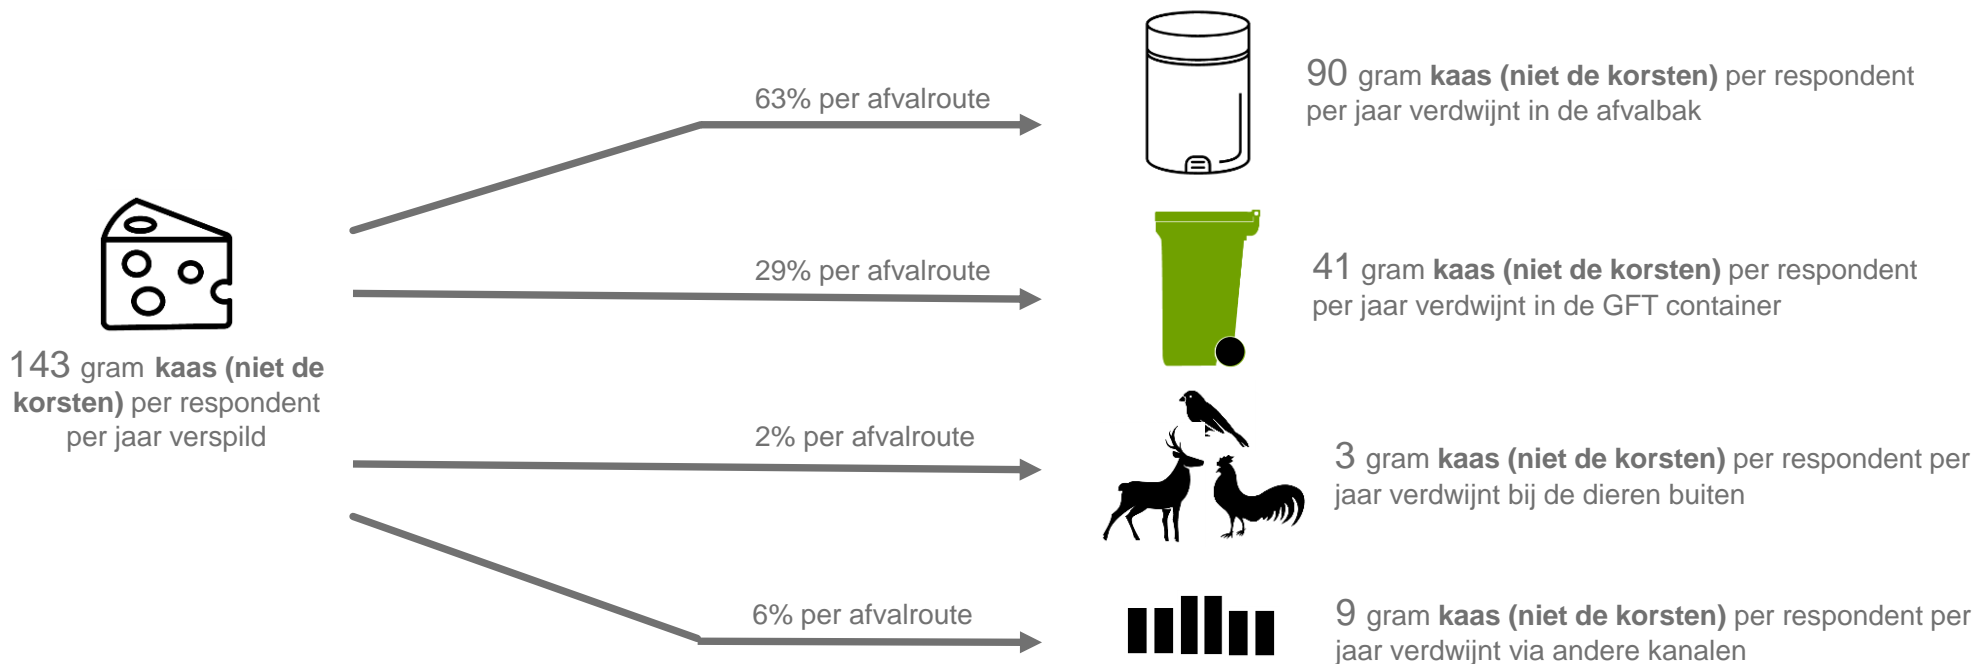 143 gram kaas (niet de
korsten) per respondent
per jaar verspild
63% per afvalroute
90 gram kaas (niet de korsten) per respondent
per jaar verdwijnt in de afvalbak
29% per afvalroute
41 gram kaas (niet de korsten) per respondent
per jaar verdwijnt in de GFT container
2% per afvalroute
3 gram kaas (niet de korsten) per respondent per
jaar verdwijnt bij de dieren buiten
6% per afvalroute
9 gram kaas (niet de korsten) per respondent per
jaar verdwijnt via andere kanalen